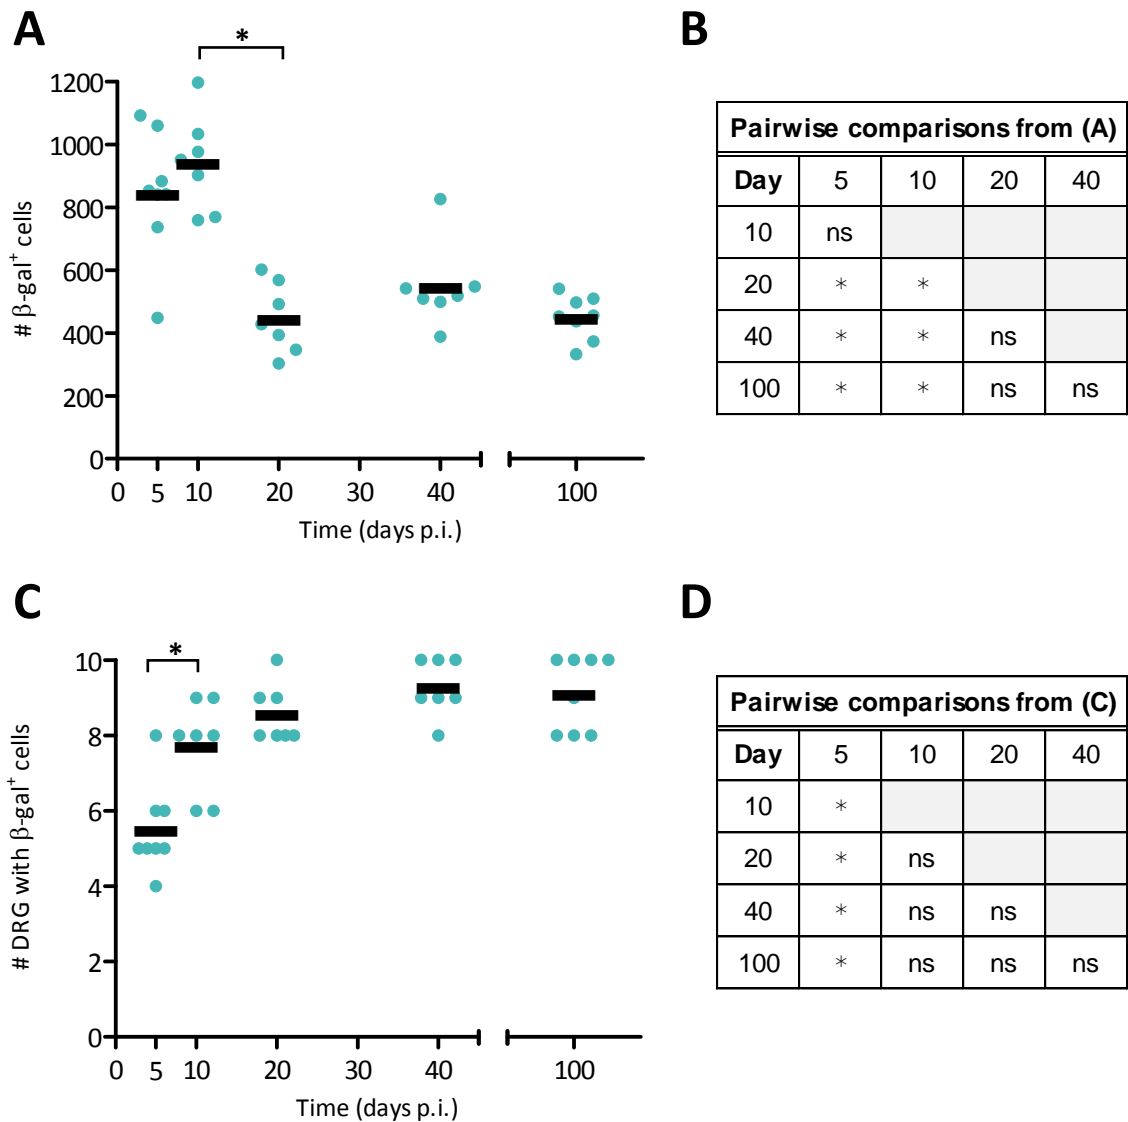 A
*
1200
1000
800
600
400
200
0
# β-gal⁺ cells
0 5 10 20 30 40 100
Time (days p.i.)
B
Pairwise comparisons from (A)
Day 5 10 20 40
10 ns
20 * *
40 * * ns
100 * * ns ns
C
*
10
8
6
4
2
0
# DRG with β-gal⁺ cells
0 5 10 20 30 40 100
Time (days p.i.)
D
Pairwise comparisons from (C)
Day 5 10 20 40
10 *
20 * ns
40 * ns ns
100 * ns ns ns